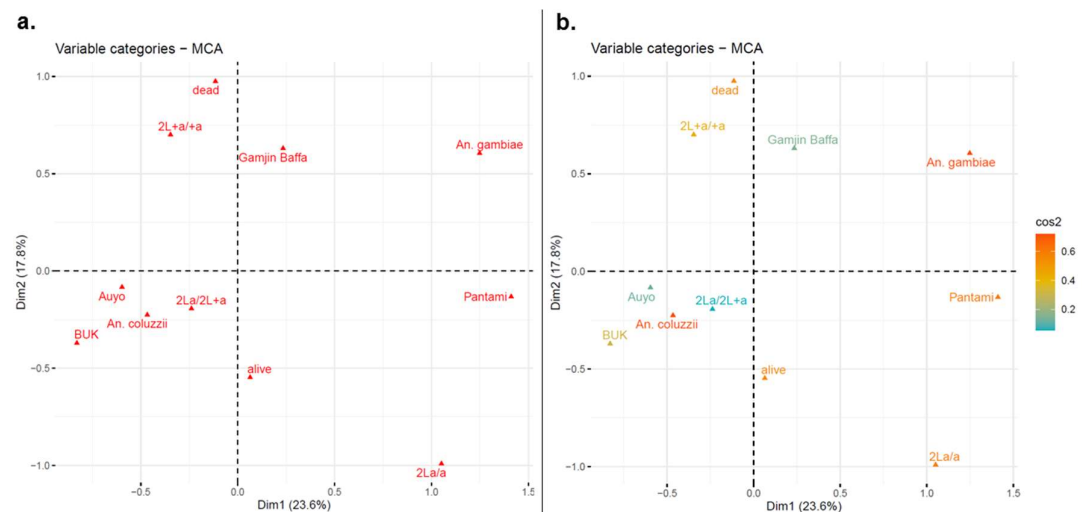 a.
Variable categories − MCA
1.0
dead
2L+a/+a
Gamjin Baffa
An. gambiae
0.5
Dim2 (17.8%)
0.0
Auyo
2La/2L+a
Pantami
An. coluzzii
BUK
−0.5
alive
−1.0
2La/a
−0.5
0.0
0.5
1.0
1.5
Dim1 (23.6%)
b.
Variable categories − MCA
1.0
dead
2L+a/+a
Gamjin Baffa
An. gambiae
0.5
Dim2 (17.8%)
0.0
Auyo
2La/2L+a
Pantami
An. coluzzii
BUK
−0.5
alive
−1.0
2La/a
−0.5
0.0
0.5
1.0
1.5
Dim1 (23.6%)
cos2
0.6
0.4
0.2